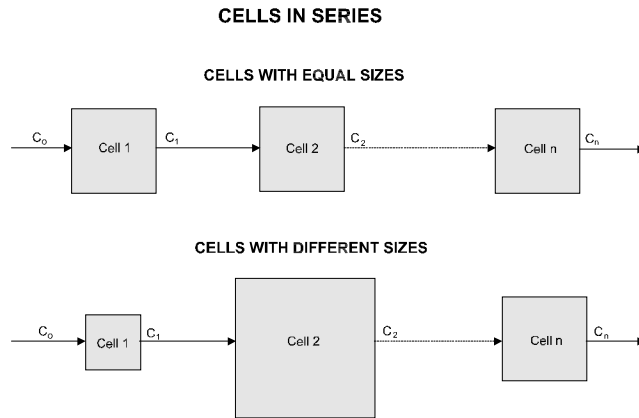 CELLS IN SERIES
CELLS WITH EQUAL SIZES
Co Cell 1 C1 Cell 2 C2 Cell n Cn
CELLS WITH DIFFERENT SIZES
Co Cell 1 C1 Cell 2 C2 Cell n Cn